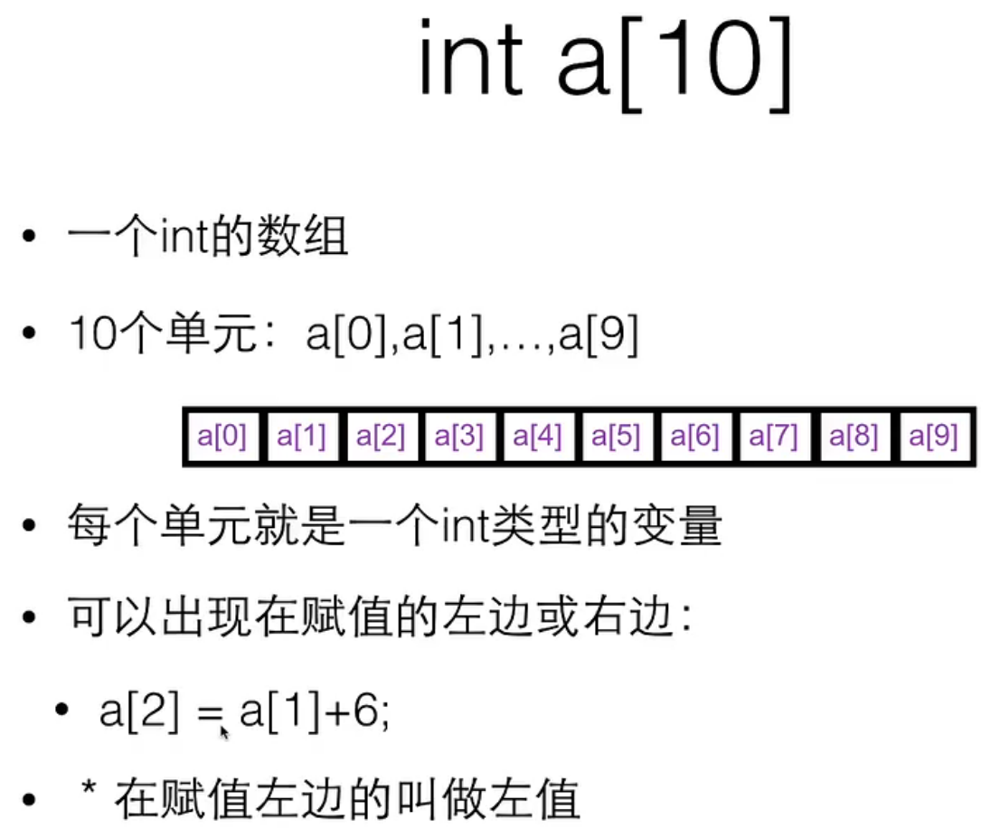 int a[10]
• 一个int的数组
• 10个单元：a[0],a[1],…,a[9]
a[0] a[1] a[2] a[3] a[4] a[5] a[6] a[7] a[8] a[9]
• 每个单元就是一个int类型的变量
• 可以出现在赋值的左边或右边：
• a[2] = a[1]+6;
• * 在赋值左边的叫做左值